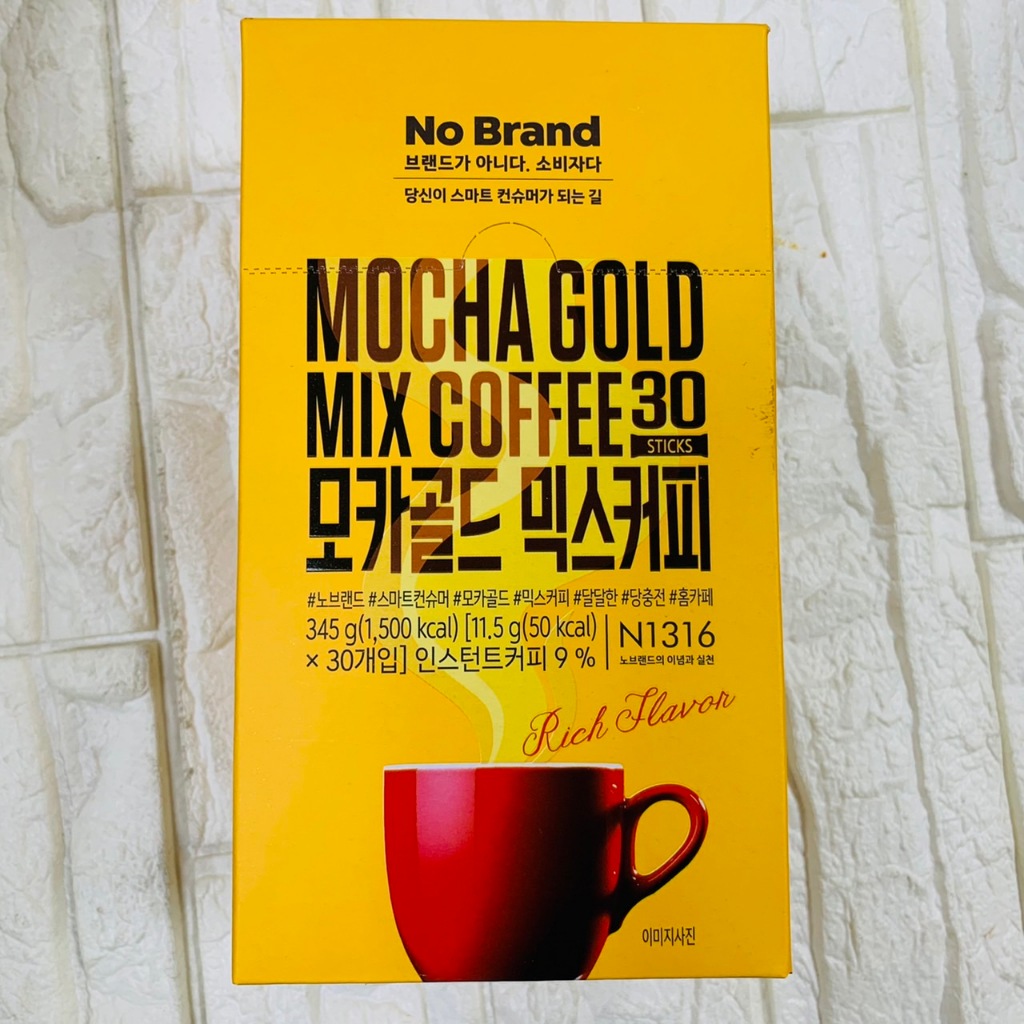 No Brand
브랜드가 아니다. 소비자다
당신이 스마트 컨슈머가 되는 길
MOCHA GOLD
MIX COFFEE 30
STICKS
모카골드 믹스커피
#노브랜드 #스마트컨슈머 #모카골드 #믹스커피 #달달한 #당충전 #홈카페
345 g(1,500 kcal) [11.5 g(50 kcal)
× 30개입] 인스턴트커피 9 %
N1316
노브랜드의 이념과 실천
Rich Flavor
이미지사진